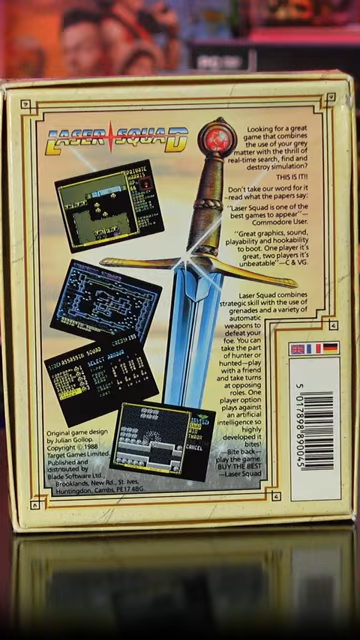 LASER SQUAD
Looking for a great
game that combines
the use of your grey
matter with the thrill of
real-time search, find and
destroy simulation?
THIS IS IT!!
Don't take our word for it
—read what the papers say:
"Laser Squad is one of the
best games to appear"—
Commodore User.
"Great graphics, sound,
playability and hookability
to boot. One player it's
great, two players it's
unbeatable"—C & VG.
Laser Squad combines
strategic skill with the use of
grenades and a variety of
automatic
weapons to
defeat your
foe. You can
take the part
of hunter or
hunted—play
with a friend
and take turns
at opposing
roles. One
player option
plays against
an artificial
intelligence so
highly
developed it
bites!
Bite back—
play the game.
BUY THE BEST
—Laser Squad
ASSASSIN SQUAD
SELECT ARMOUR
CANCEL
Original game design
by Julian Gollop.
Copyright © 1988
Target Games Limited.
Published and
distributed by
Blade Software Ltd.,
Brooklands, New Rd., St. Ives,
Huntingdon, Cambs. PE17 4BG.
5 017898 890045